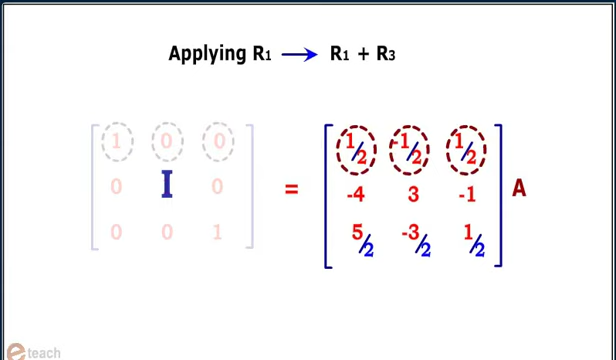 Applying R1 → R1 + R3
1 0 0 1/2 -1/2 1/2
0 I 0 = -4 3 -1 A
0 0 1 5/2 -3/2 1/2
e teach